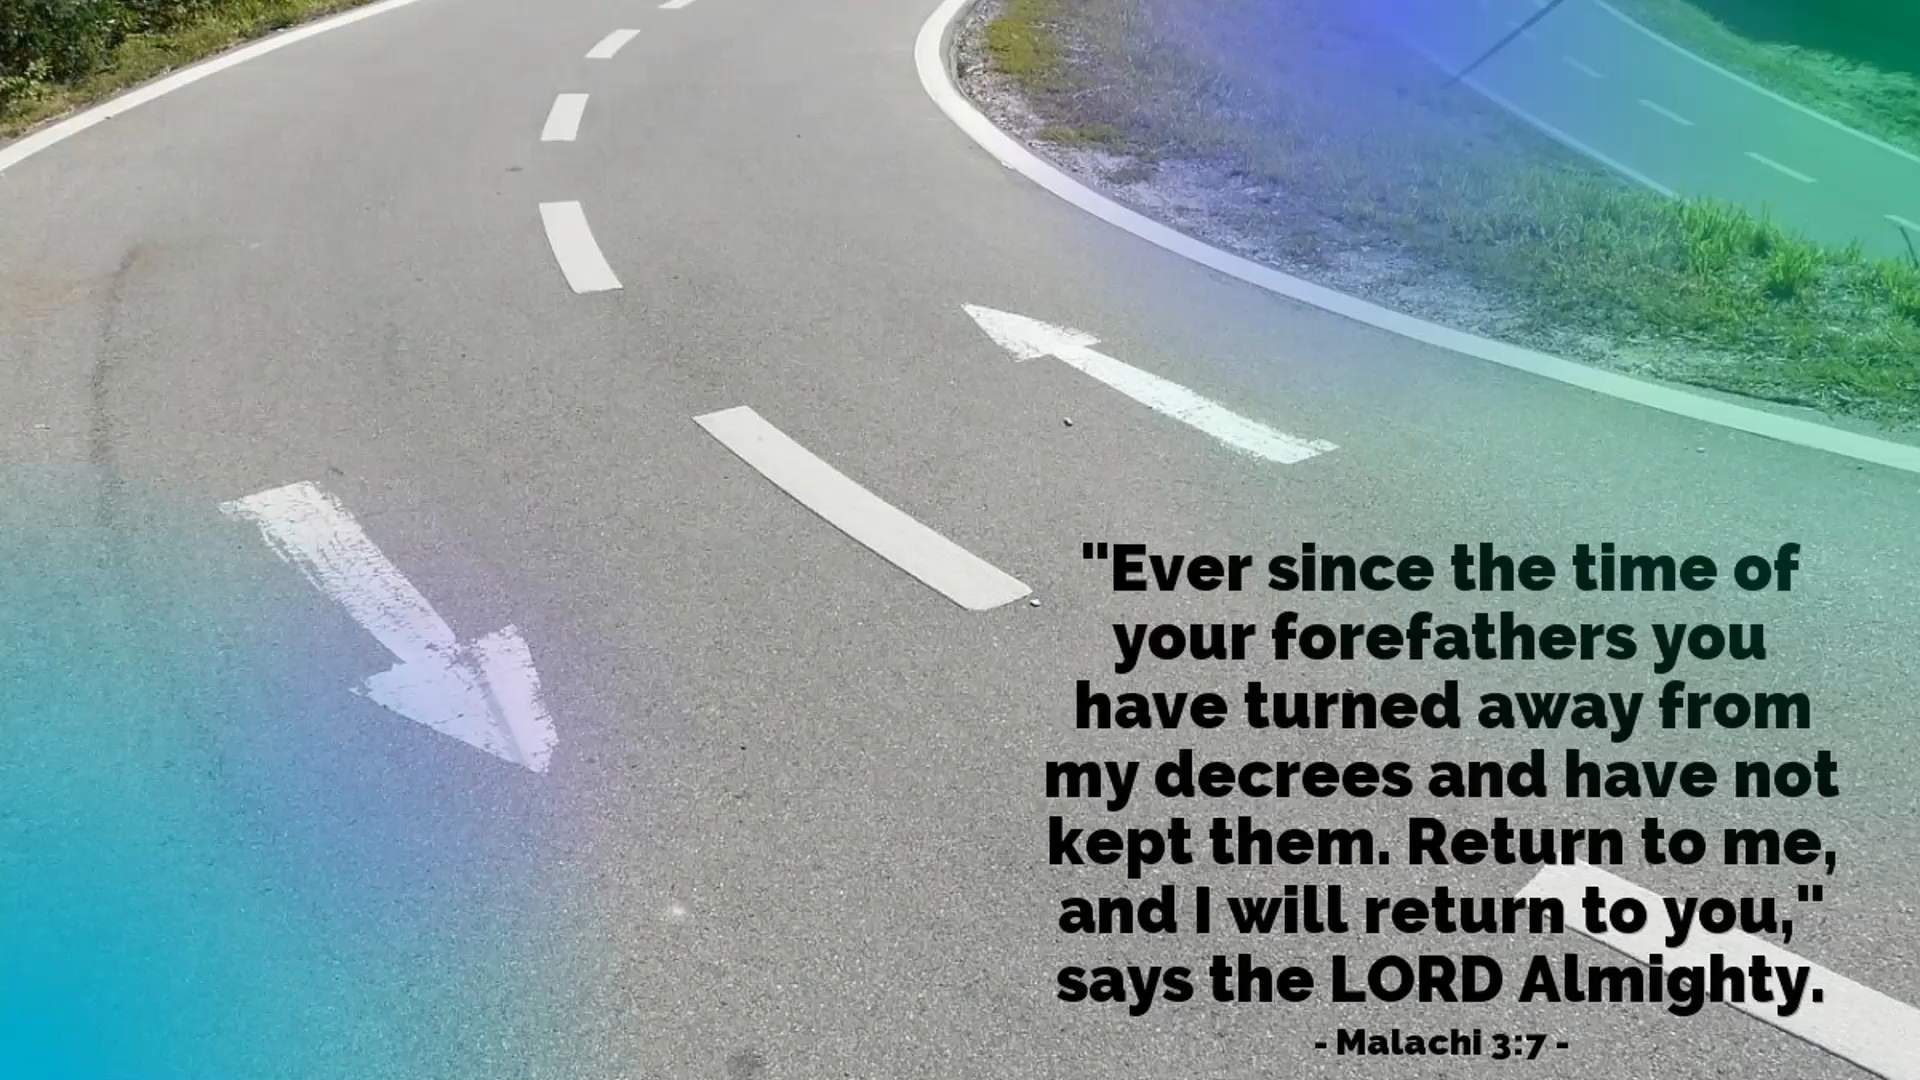 "Ever since the time of
your forefathers you
have turned away from
my decrees and have not
kept them. Return to me,
and I will return to you,"
says the LORD Almighty.
- Malachi 3:7 -